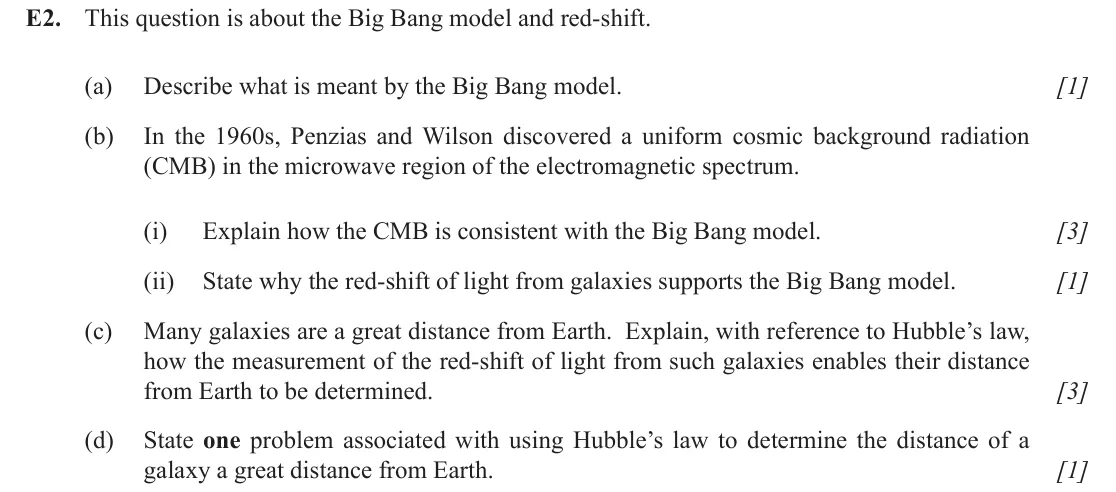 E2. This question is about the Big Bang model and red-shift.
(a) Describe what is meant by the Big Bang model. [1]
(b) In the 1960s, Penzias and Wilson discovered a uniform cosmic background radiation
(CMB) in the microwave region of the electromagnetic spectrum.
(i) Explain how the CMB is consistent with the Big Bang model. [3]
(ii) State why the red-shift of light from galaxies supports the Big Bang model. [1]
(c) Many galaxies are a great distance from Earth. Explain, with reference to Hubble’s law,
how the measurement of the red-shift of light from such galaxies enables their distance
from Earth to be determined. [3]
(d) State one problem associated with using Hubble’s law to determine the distance of a
galaxy a great distance from Earth. [1]